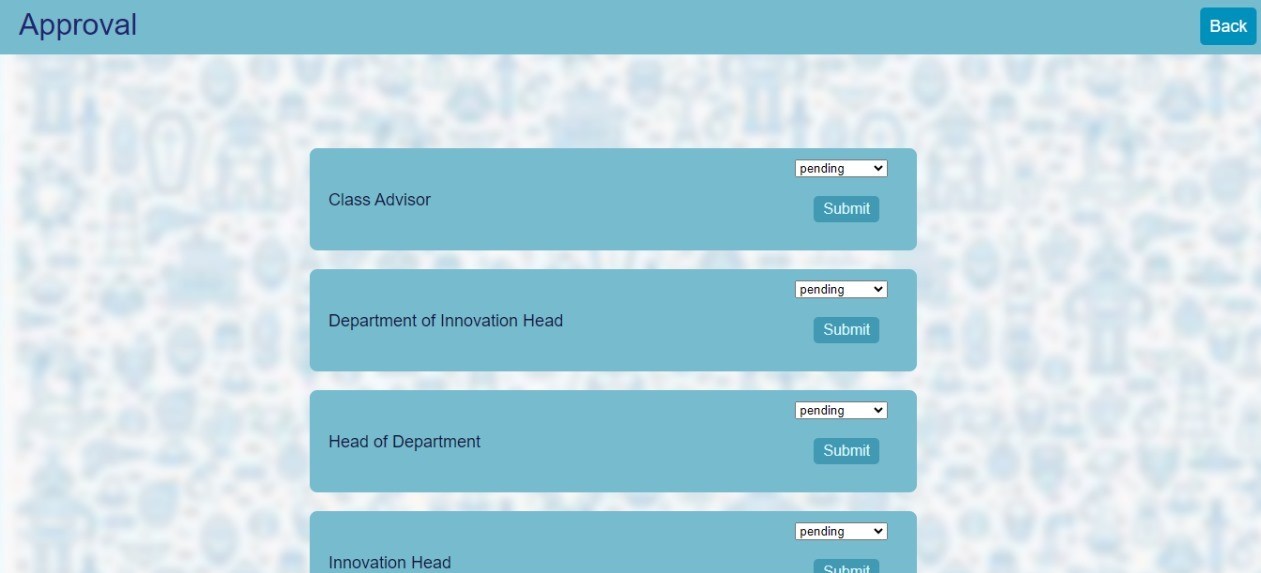 Approval
Back
pending
Class Advisor
Submit
pending
Department of Innovation Head
Submit
pending
Head of Department
Submit
pending
Innovation Head
Submit